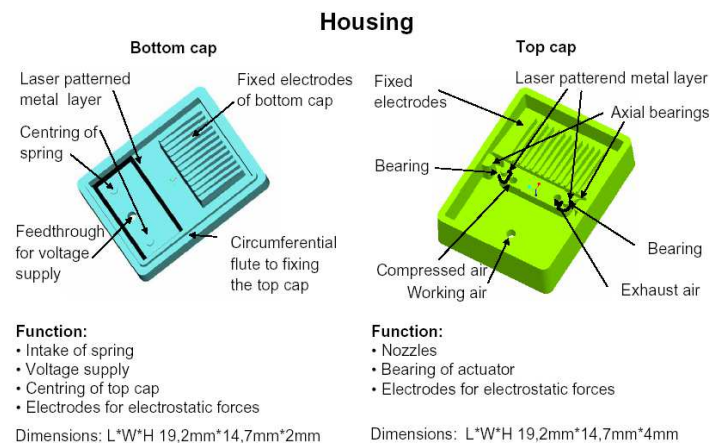 Housing
Bottom cap
Laser patterned
metal layer
Fixed electrodes
of bottom cap
Centring of
spring
Feedthrough
for voltage
supply
Circumferential
flute to fixing
the top cap
Function:
• Intake of spring
• Voltage supply
• Centring of top cap
• Electrodes for electrostatic forces
Dimensions: L*W*H 19,2mm*14,7mm*2mm
Top cap
Fixed
electrodes
Laser patterend metal layer
Axial bearings
Bearing
Bearing
Compressed air
Working air
Exhaust air
Function:
• Nozzles
• Bearing of actuator
• Electrodes for electrostatic forces
Dimensions: L*W*H 19,2mm*14,7mm*4mm